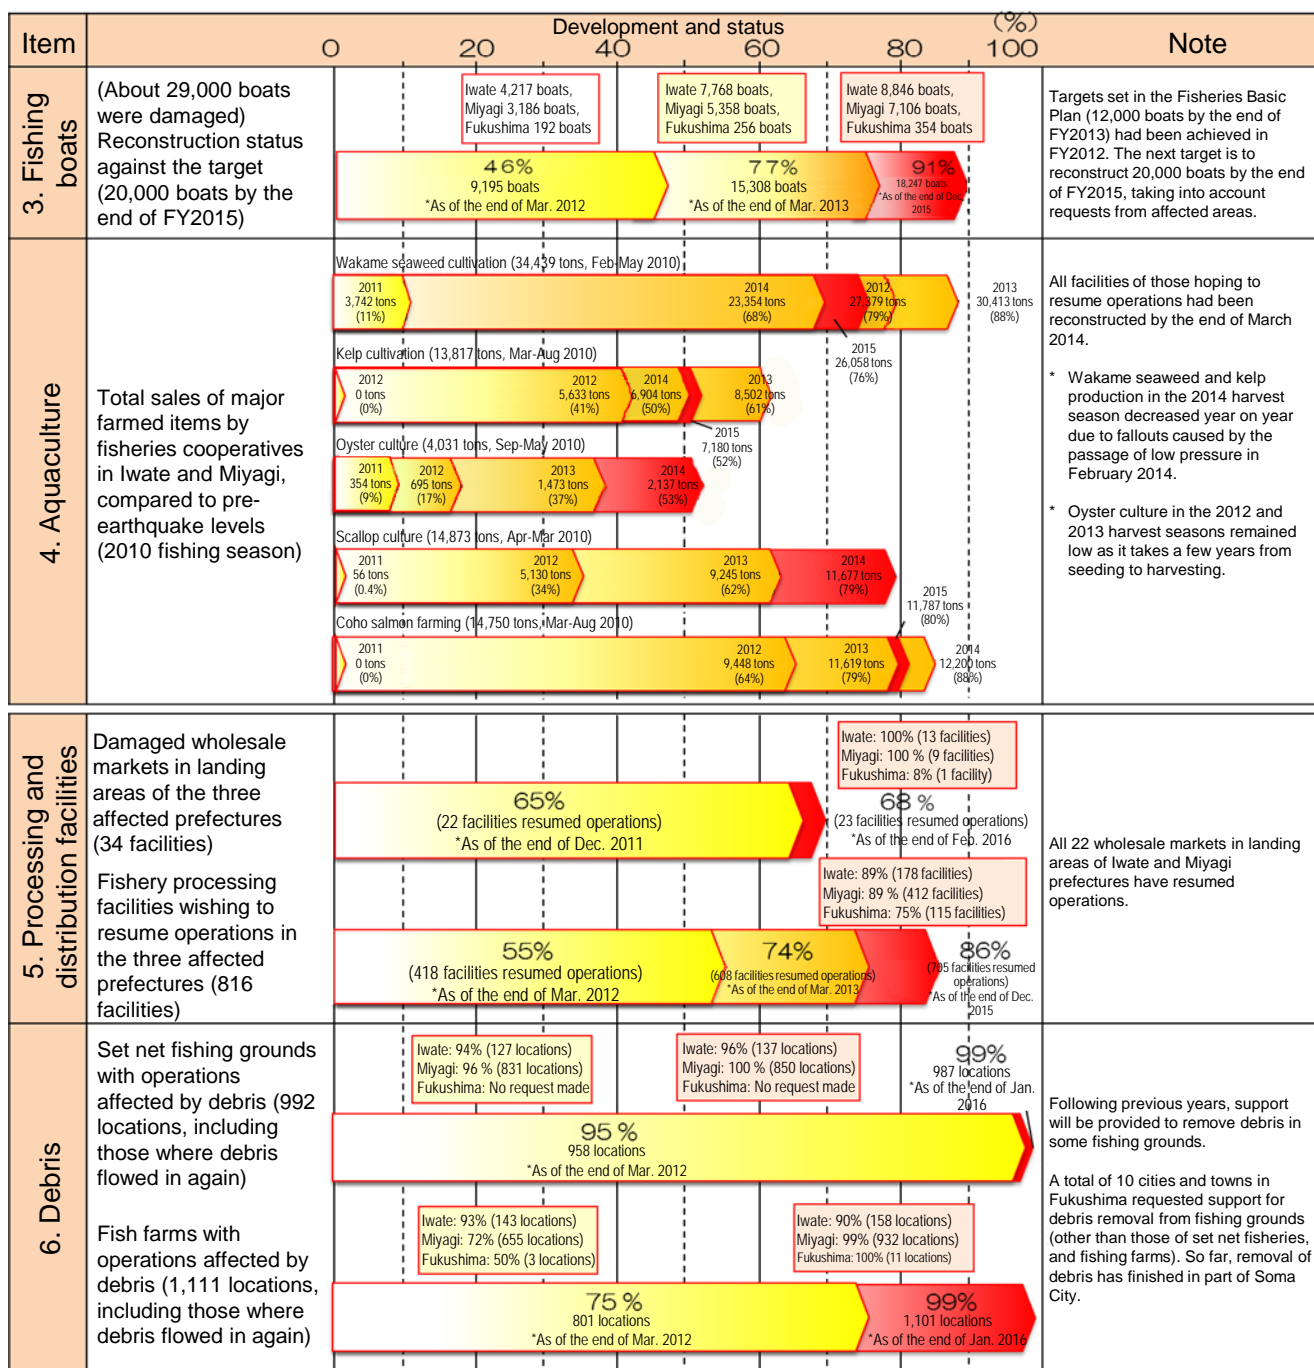 Item
Development and status
(%)
0
20
40
60
80
100
Note
3. Fishing
boats
(About 29,000 boats
were damaged)
Reconstruction status
against the target
(20,000 boats by the
end of FY2015)
Iwate 4,217 boats,
Miyagi 3,186 boats,
Fukushima 192 boats
Iwate 7,768 boats,
Miyagi 5,358 boats,
Fukushima 256 boats
Iwate 8,846 boats,
Miyagi 7,106 boats,
Fukushima 354 boats
46%
9,195 boats
*As of the end of Mar. 2012
77%
15,308 boats
*As of the end of Mar. 2013
91%
18,247 boats
*As of the end of Dec.
2015
Targets set in the Fisheries Basic
Plan (12,000 boats by the end
of FY2013) had been achieved in
FY2012. The next target is to
reconstruct 20,000 boats by the end
of FY2015, taking into account
requests from affected areas.
4. Aquaculture
Total sales of major
farmed items by
fisheries cooperatives
in Iwate and Miyagi,
compared to pre-
earthquake levels
(2010 fishing season)
Wakame seaweed cultivation (34,439 tons, Feb-May 2010)
2011
3,742 tons
(11%)
2014
23,354 tons
(68%)
2012
27,379 tons
(79%)
2013
30,413 tons
(88%)
2015
26,058 tons
(76%)
Kelp cultivation (13,817 tons, Mar-Aug 2010)
2012
0 tons
(0%)
2012
5,633 tons
(41%)
2014
6,904 tons
(50%)
2013
8,502 tons
(61%)
2015
7,180 tons
(52%)
Oyster culture (4,031 tons, Sep-May 2010)
2011
354 tons
(9%)
2012
695 tons
(17%)
2013
1,473 tons
(37%)
2014
2,137 tons
(53%)
Scallop culture (14,873 tons, Apr-Mar 2010)
2011
56 tons
(0.4%)
2012
5,130 tons
(34%)
2013
9,245 tons
(62%)
2014
11,677 tons
(79%)
2015
11,787 tons
(80%)
Coho salmon farming (14,750 tons, Mar-Aug 2010)
2011
0 tons
(0%)
2012
9,448 tons
(64%)
2013
11,619 tons
(79%)
2014
12,200 tons
(88%)
All facilities of those hoping to
resume operations had been
reconstructed by the end of March
2014.
* Wakame seaweed and kelp
production in the 2014 harvest
season decreased year on year
due to fallouts caused by the
passage of low pressure in
February 2014.
* Oyster culture in the 2012 and
2013 harvest seasons remained
low as it takes a few years from
seeding to harvesting.
5. Processing and
distribution facilities
Damaged wholesale
markets in landing
areas of the three
affected prefectures
(34 facilities)
Iwate: 100% (13 facilities)
Miyagi: 100 % (9 facilities)
Fukushima: 8% (1 facility)
65%
(22 facilities resumed operations)
*As of the end of Dec. 2011
68 %
(23 facilities resumed operations)
*As of the end of Feb. 2016
Fishery processing
facilities wishing to
resume operations in
the three affected
prefectures (816
facilities)
Iwate: 89% (178 facilities)
Miyagi: 89 % (412 facilities)
Fukushima: 75% (115 facilities)
55%
(418 facilities resumed operations)
*As of the end of Mar. 2012
74%
(608 facilities resumed operations)
*As of the end of Mar. 2013
86%
(705 facilities resumed
operations)
*As of the end of Dec.
2015
All 22 wholesale markets in landing
areas of Iwate and Miyagi
prefectures have resumed
operations.
6. Debris
Set net fishing grounds
with operations
affected by debris (992
locations, including
those where debris
flowed in again)
Iwate: 94% (127 locations)
Miyagi: 96 % (831 locations)
Fukushima: No request made
Iwate: 96% (137 locations)
Miyagi: 100 % (850 locations)
Fukushima: No request made
99%
987 locations
*As of the end of Jan.
2016
95 %
958 locations
*As of the end of Mar. 2012
Fish farms with
operations affected by
debris (1,111 locations,
including those where
debris flowed in again)
Iwate: 93% (143 locations)
Miyagi: 72% (655 locations)
Fukushima: 50% (3 locations)
Iwate: 90% (158 locations)
Miyagi: 99% (932 locations)
Fukushima: 100% (11 locations)
75 %
801 locations
*As of the end of Mar. 2012
99%
1,101 locations
*As of the end of Jan. 2016
Following previous years, support
will be provided to remove debris in
some fishing grounds.
A total of 10 cities and towns in
Fukushima requested support for
debris removal from fishing grounds
(other than those of set net fisheries,
and fishing farms). So far, removal of
debris has finished in part of Soma
City.